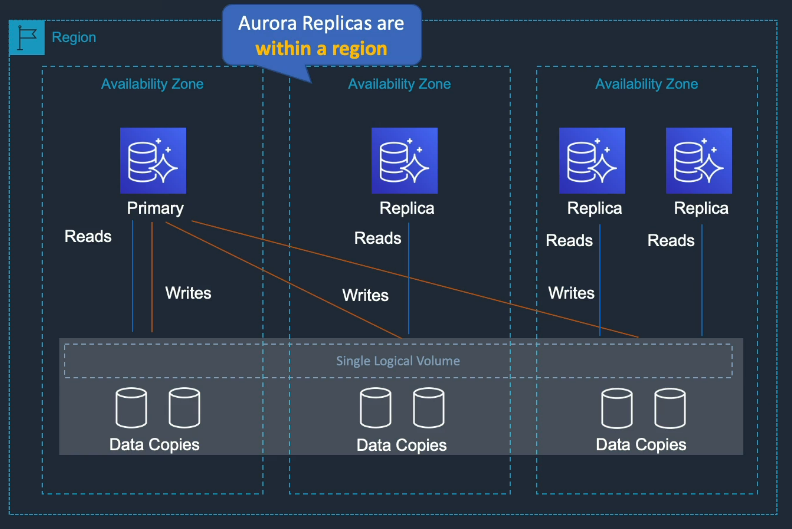 Aurora Replicas are
within a region
Region
Availability Zone
Availability Zone
Availability Zone
Primary
Replica
Replica
Replica
Reads
Reads
Reads
Reads
Writes
Writes
Writes
Single Logical Volume
Data Copies
Data Copies
Data Copies